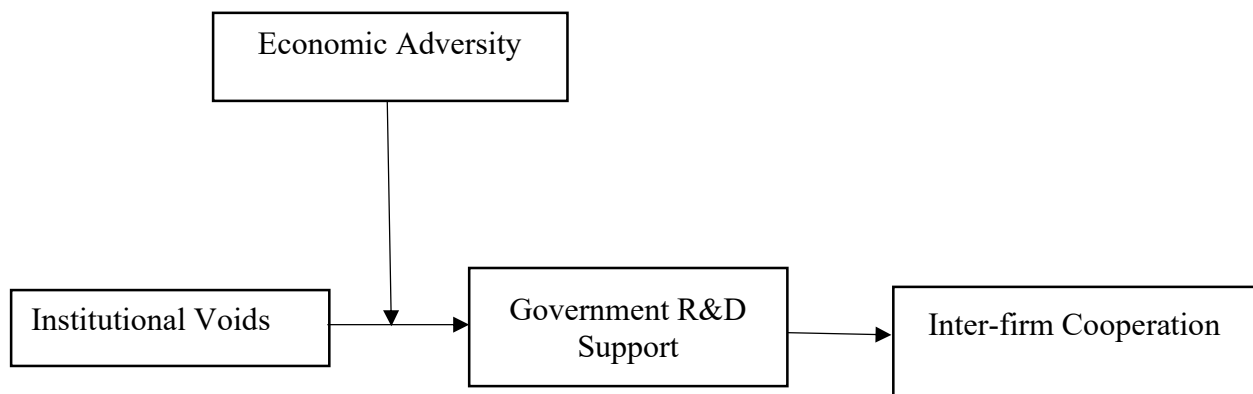 Economic Adversity
Institutional Voids
Government R&D
Support
Inter-firm Cooperation